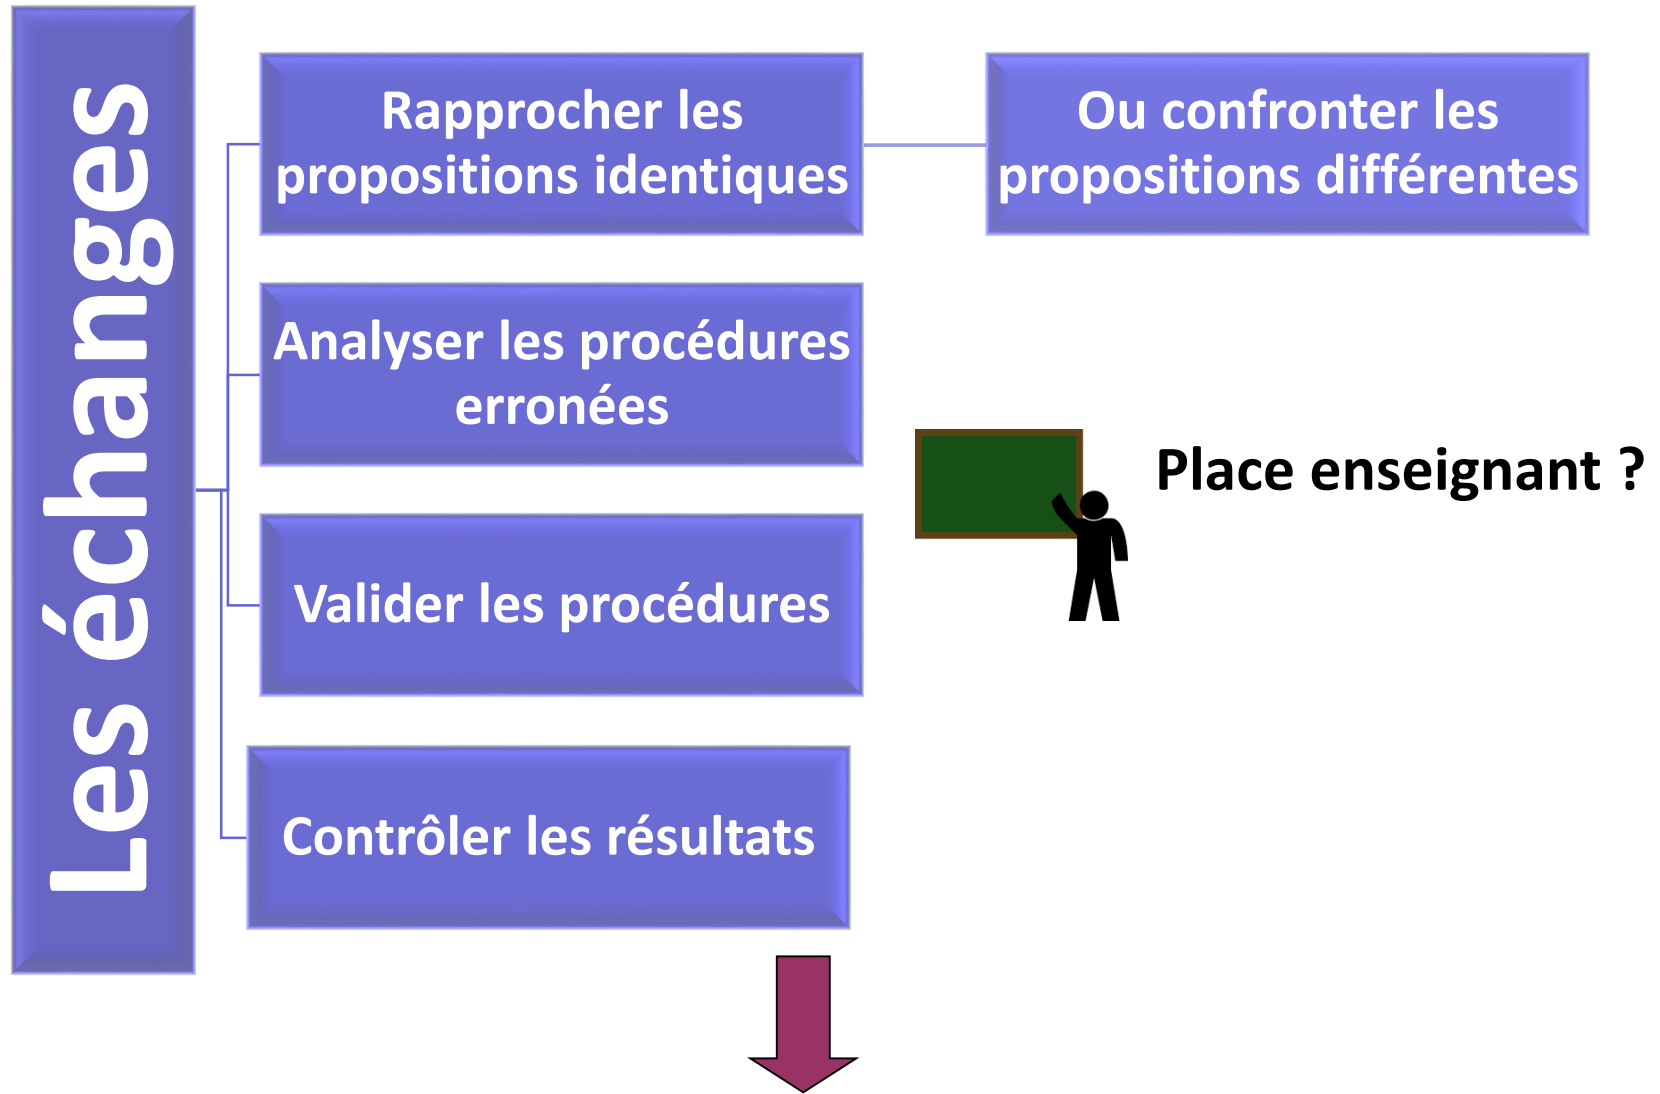 Les échanges
Rapprocher les
propositions identiques
Ou confronter les
propositions différentes
Analyser les procédures
erronées
Place enseignant ?
Valider les procédures
Contrôler les résultats